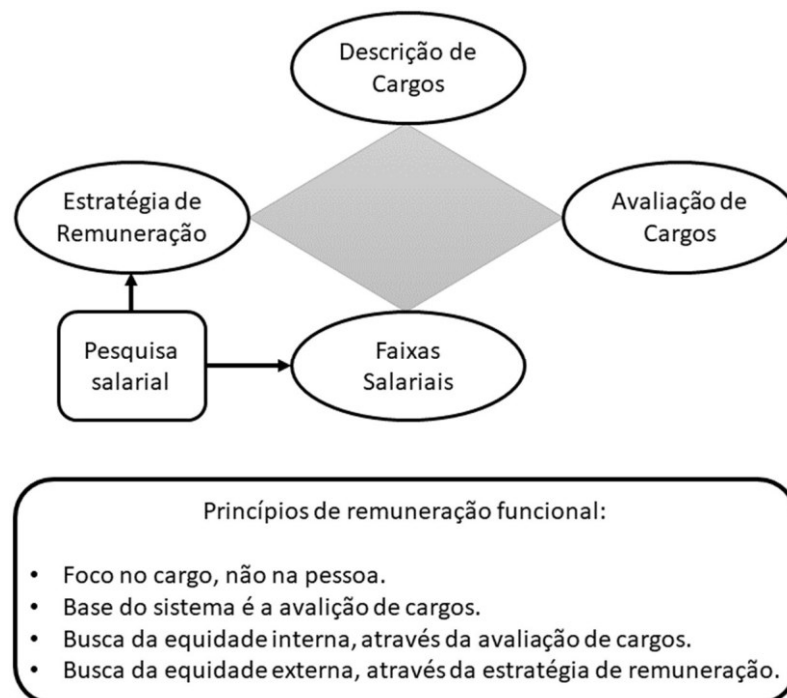 Descrição de
Cargos
Estratégia de
Remuneração
Avaliação de
Cargos
Pesquisa
salarial
Faixas
Salariais
Princípios de remuneração funcional:
• Foco no cargo, não na pessoa.
• Base do sistema é a avalição de cargos.
• Busca da equidade interna, através da avaliação de cargos.
• Busca da equidade externa, através da estratégia de remuneração.